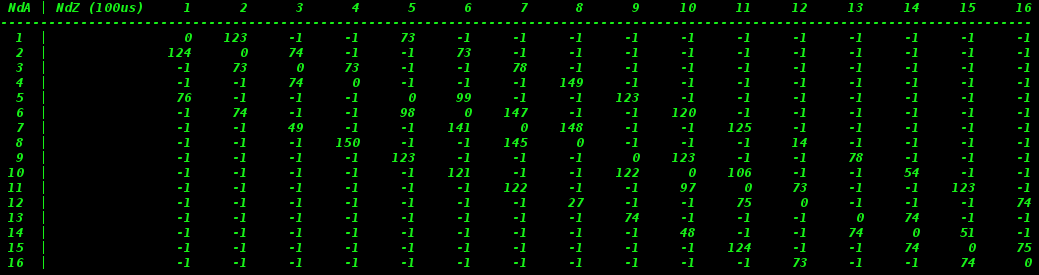 NdA | NdZ (100us) 1 2 3 4 5 6 7 8 9 10 11 12 13 14 15 16
--------------------------------------------------------------------------------
1 | 0 123 -1 -1 73 -1 -1 -1 -1 -1 -1 -1 -1 -1 -1 -1
2 | 124 0 74 -1 -1 73 -1 -1 -1 -1 -1 -1 -1 -1 -1 -1
3 | -1 73 0 73 -1 -1 78 -1 -1 -1 -1 -1 -1 -1 -1 -1
4 | -1 -1 74 0 -1 -1 -1 149 -1 -1 -1 -1 -1 -1 -1 -1
5 | 76 -1 -1 -1 0 99 -1 -1 123 -1 -1 -1 -1 -1 -1 -1
6 | -1 74 -1 -1 98 0 147 -1 -1 120 -1 -1 -1 -1 -1 -1
7 | -1 -1 49 -1 -1 141 0 148 -1 -1 125 -1 -1 -1 -1 -1
8 | -1 -1 -1 150 -1 -1 145 0 -1 -1 -1 14 -1 -1 -1 -1
9 | -1 -1 -1 -1 123 -1 -1 -1 0 123 -1 -1 78 -1 -1 -1
10 | -1 -1 -1 -1 -1 121 -1 -1 122 0 106 -1 -1 54 -1 -1
11 | -1 -1 -1 -1 -1 -1 122 -1 -1 97 0 73 -1 -1 123 -1
12 | -1 -1 -1 -1 -1 -1 -1 27 -1 -1 75 0 -1 -1 -1 74
13 | -1 -1 -1 -1 -1 -1 -1 -1 74 -1 -1 -1 0 74 -1 -1
14 | -1 -1 -1 -1 -1 -1 -1 -1 -1 48 -1 -1 74 0 51 -1
15 | -1 -1 -1 -1 -1 -1 -1 -1 -1 -1 124 -1 -1 74 0 75
16 | -1 -1 -1 -1 -1 -1 -1 -1 -1 -1 -1 73 -1 -1 74 0